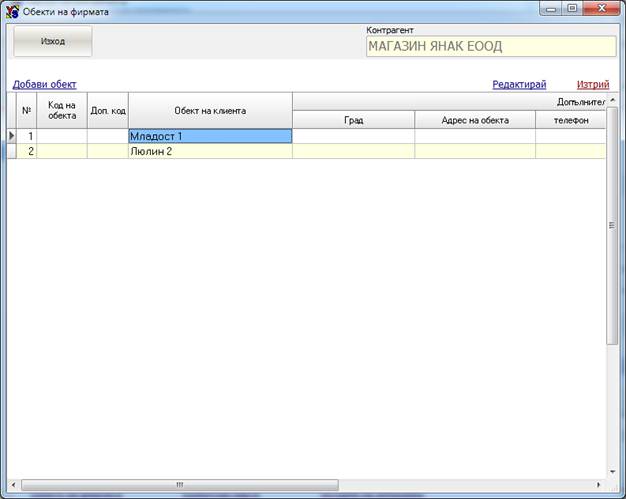 Обекти на фирмата
Изход
Контрагент
МАГАЗИН ЯНАК ЕООД
Добави обект
Редактирай
Изтрий
№
Код на обекта
Доп. код
Обект на клиента
Допълнител
Град
Адрес на обекта
телефон
1
Младост 1
2
Люлин 2